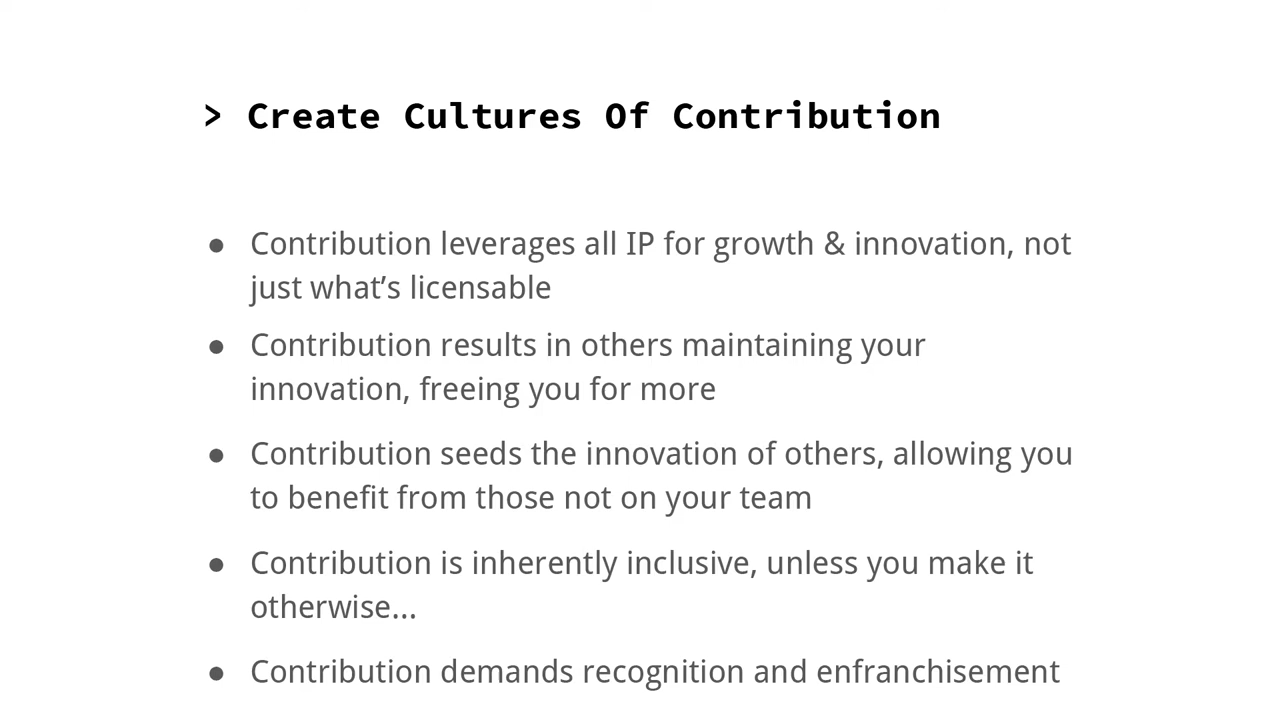 > Create Cultures Of Contribution
● Contribution leverages all IP for growth & innovation, not
just what’s licensable
● Contribution results in others maintaining your
innovation, freeing you for more
● Contribution seeds the innovation of others, allowing you
to benefit from those not on your team
● Contribution is inherently inclusive, unless you make it
otherwise...
● Contribution demands recognition and enfranchisement